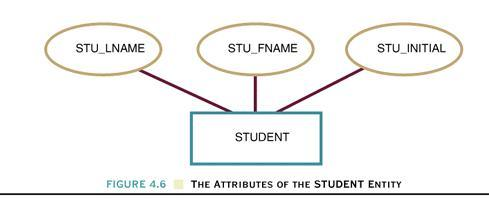 STU_LNAME STU_FNAME STU_INITIAL
STUDENT
FIGURE 4.6 THE ATTRIBUTES OF THE STUDENT ENTITY